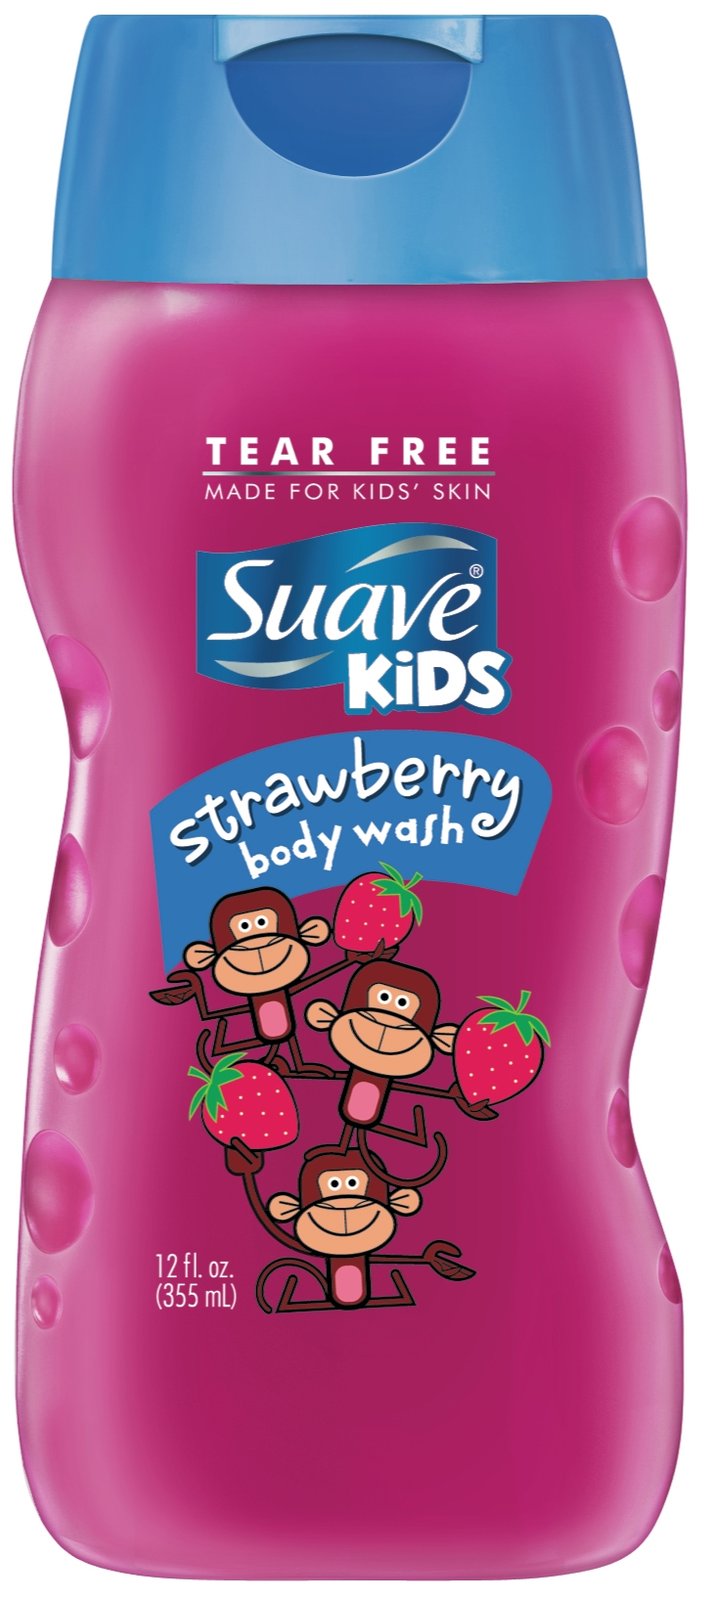 TEAR FREE
MADE FOR KIDS' SKIN
Suave®
KiDS
strawberry
body wash
12 fl. oz.
(355 mL)